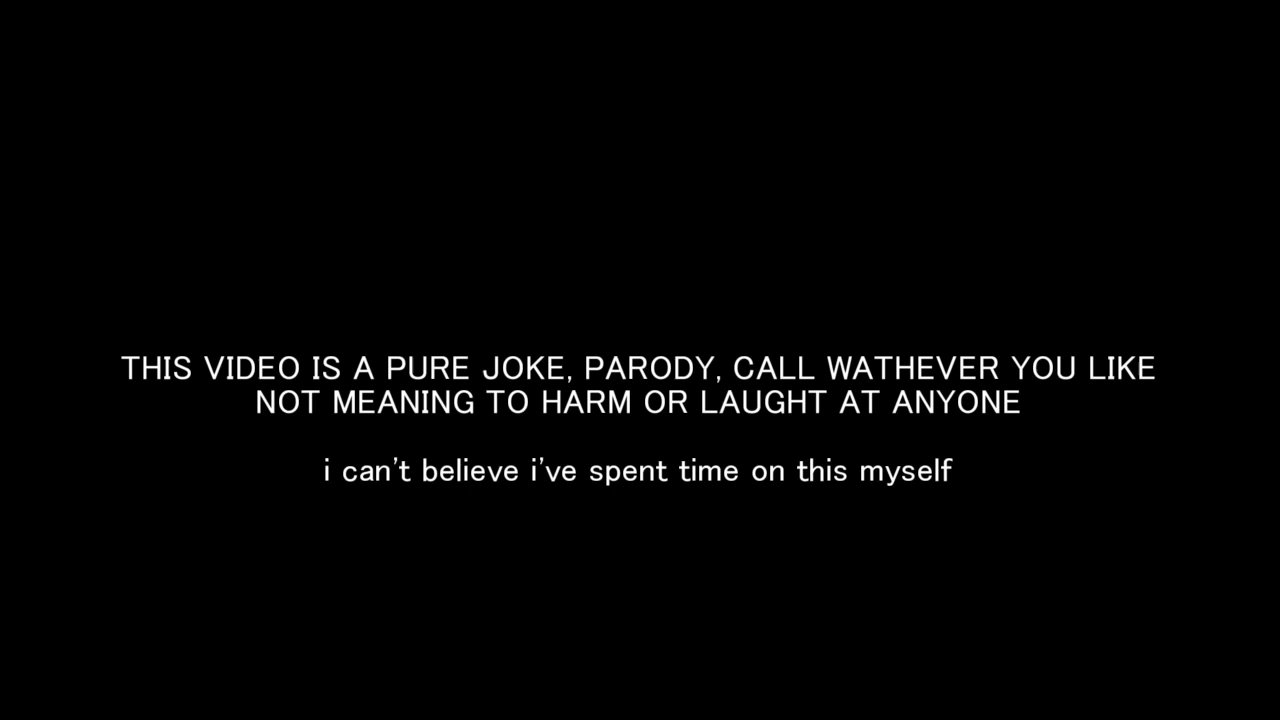 THIS VIDEO IS A PURE JOKE, PARODY, CALL WATHEVER YOU LIKE
NOT MEANING TO HARM OR LAUGHT AT ANYONE
i can't believe i've spent time on this myself